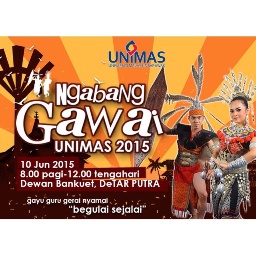 UNIMAS
Ngabang
Gawai
UNIMAS 2015
10 Jun 2015
8.00 pagi-12.00 tengahari
Dewan Bankuet, DeTAR PUTRA
gayu guru gerai nyamai
"begulai sejalai"